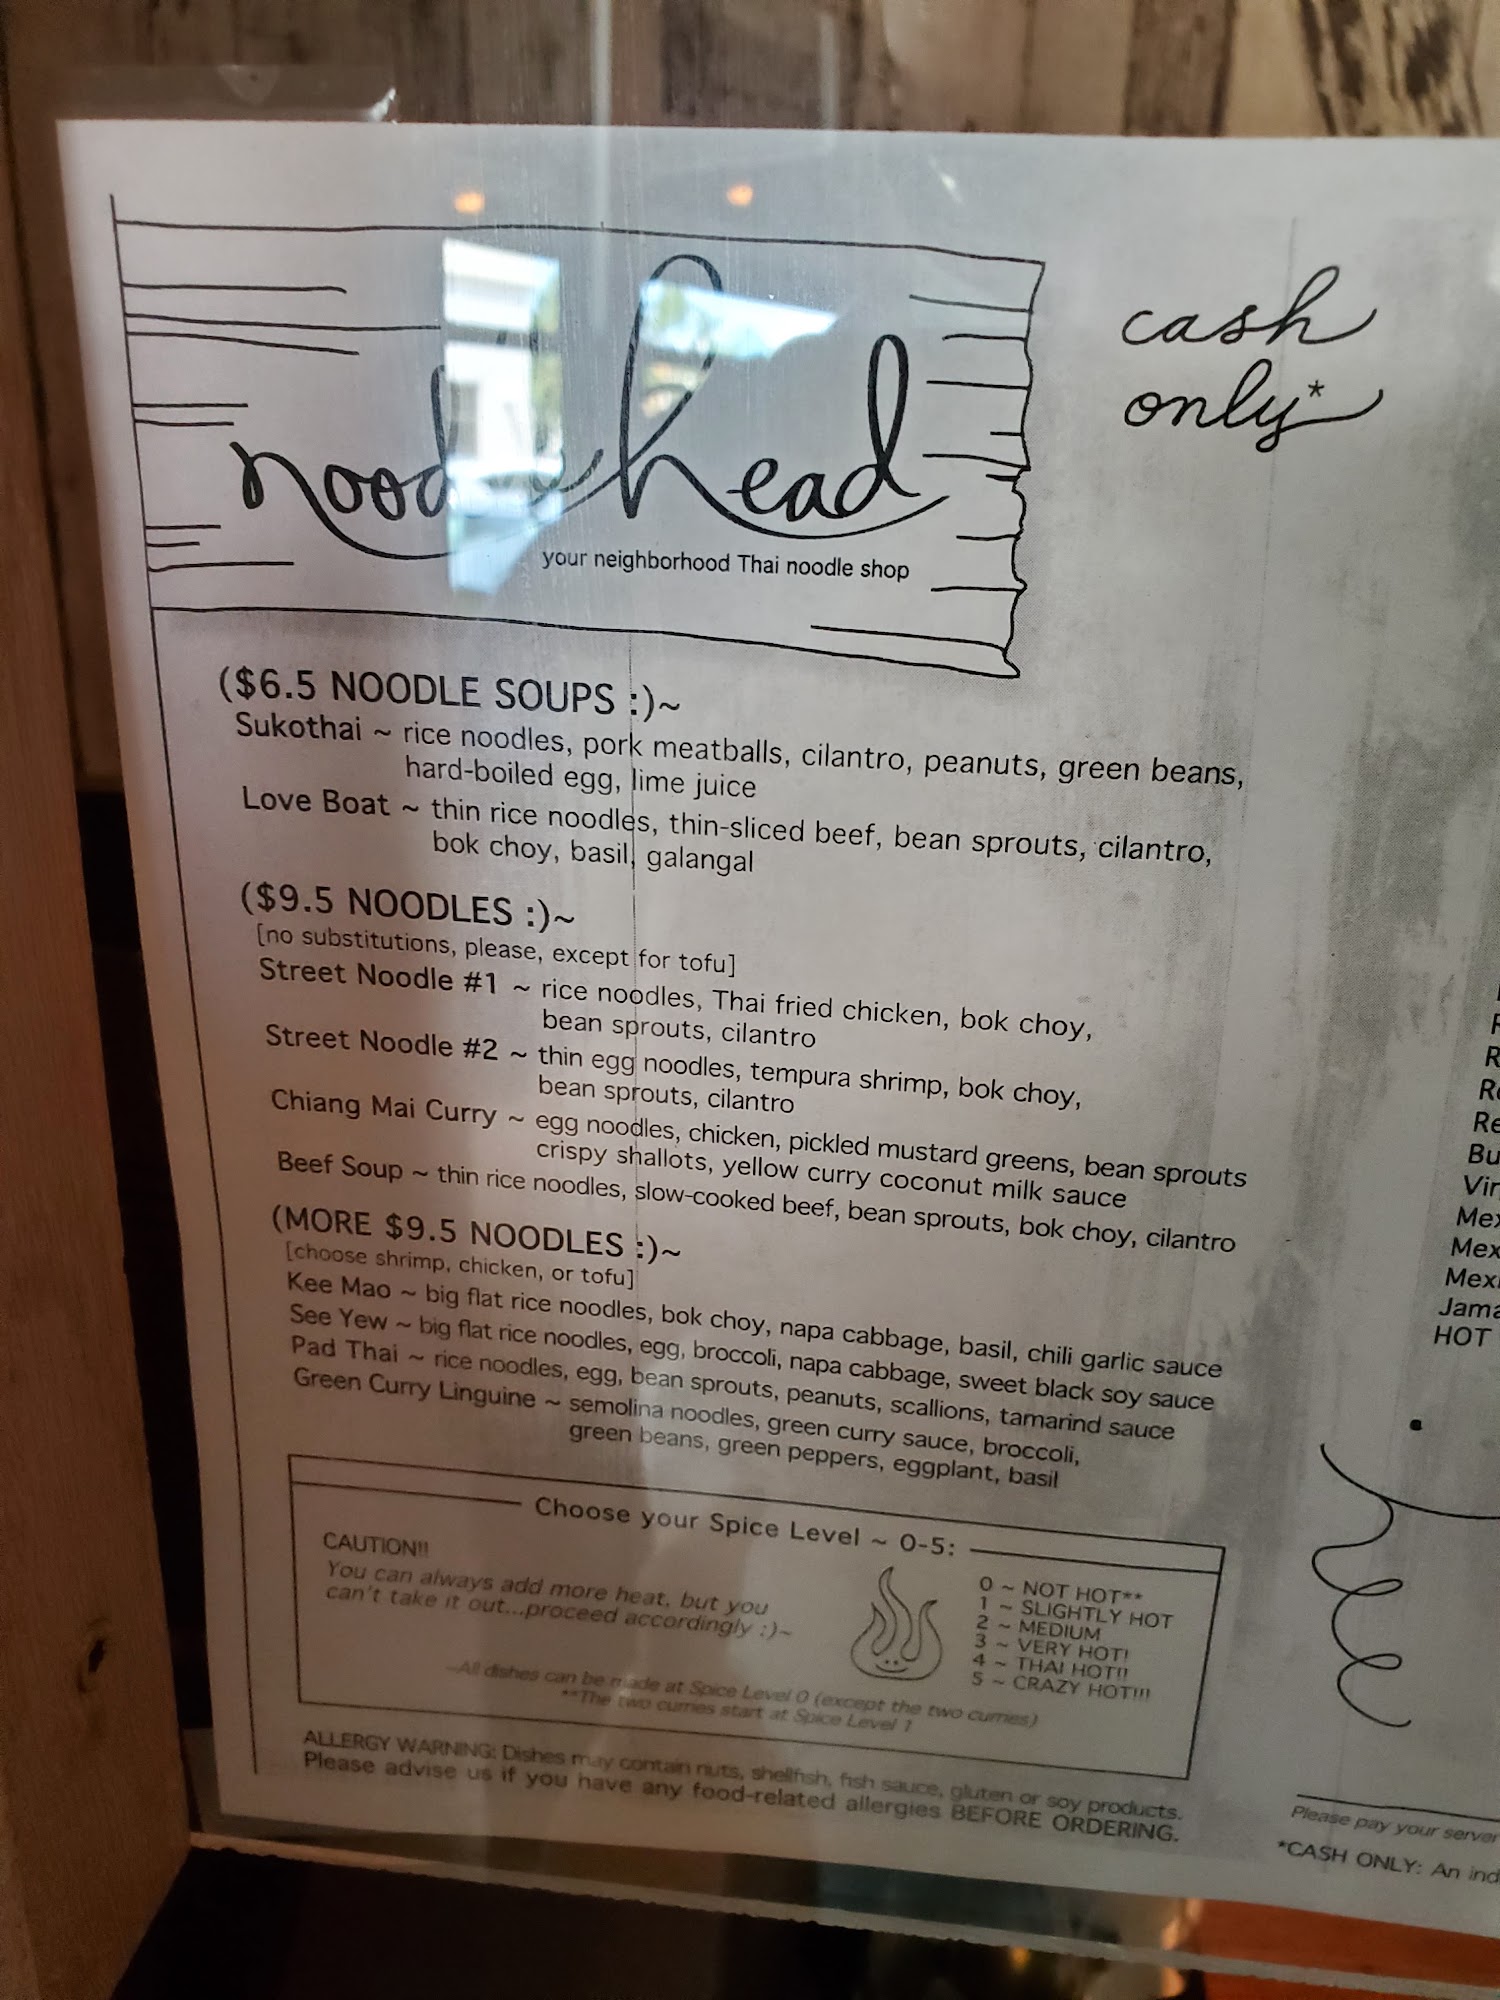 noodlehead
your neighborhood Thai noodle shop
cash
only*
($6.5 NOODLE SOUPS :)~
Sukothai ~ rice noodles, pork meatballs, cilantro, peanuts, green beans,
hard-boiled egg, lime juice
Love Boat ~ thin rice noodles, thin-sliced beef, bean sprouts, cilantro,
bok choy, basil, galangal
($9.5 NOODLES :)~
[no substitutions, please, except for tofu]
Street Noodle #1 ~ rice noodles, Thai fried chicken, bok choy,
bean sprouts, cilantro
Street Noodle #2 ~ thin egg noodles, tempura shrimp, bok choy,
bean sprouts, cilantro
Chiang Mai Curry ~ egg noodles, chicken, pickled mustard greens, bean sprouts
crispy shallots, yellow curry coconut milk sauce
Beef Soup ~ thin rice noodles, slow-cooked beef, bean sprouts, bok choy, cilantro
(MORE $9.5 NOODLES :)~
[choose shrimp, chicken, or tofu]
Kee Mao ~ big flat rice noodles, bok choy, napa cabbage, basil, chili garlic sauce
See Yew ~ big flat rice noodles, egg, broccoli, napa cabbage, sweet black soy sauce
Pad Thai ~ rice noodles, egg, bean sprouts, peanuts, scallions, tamarind sauce
Green Curry Linguine ~ semolina noodles, green curry sauce, broccoli,
green beans, green peppers, eggplant, basil
Choose your Spice Level ~ 0-5:
CAUTION!!
You can always add more heat, but you
can't take it out...proceed accordingly :)~
0 ~ NOT HOT**
1 ~ SLIGHTLY HOT
2 ~ MEDIUM
3 ~ VERY HOT!
4 ~ THAI HOT!!
5 ~ CRAZY HOT!!!
~All dishes can be made at Spice Level 0 (except the two curries)
**The two curries start at Spice Level 1
ALLERGY WARNING: Dishes may contain nuts, shellfish, fish sauce, gluten or soy products.
Please advise us if you have any food-related allergies BEFORE ORDERING.
R
Re
Re
Bu
Vir
Mex
Mex
Mexi
Jama
HOT
Please pay your server
*CASH ONLY: An ind